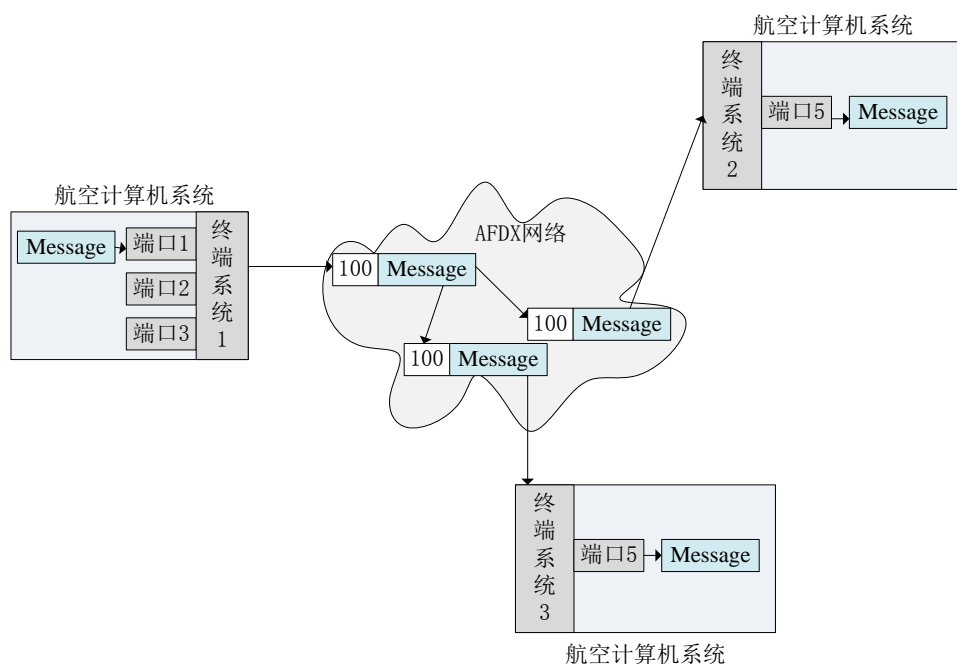 航空计算机系统
终端系统2
端口5
Message
航空计算机系统
Message
端口1
端口2
端口3
终端系统1
AFDX网络
100 Message
100 Message
100 Message
终端系统3
端口5
Message
航空计算机系统